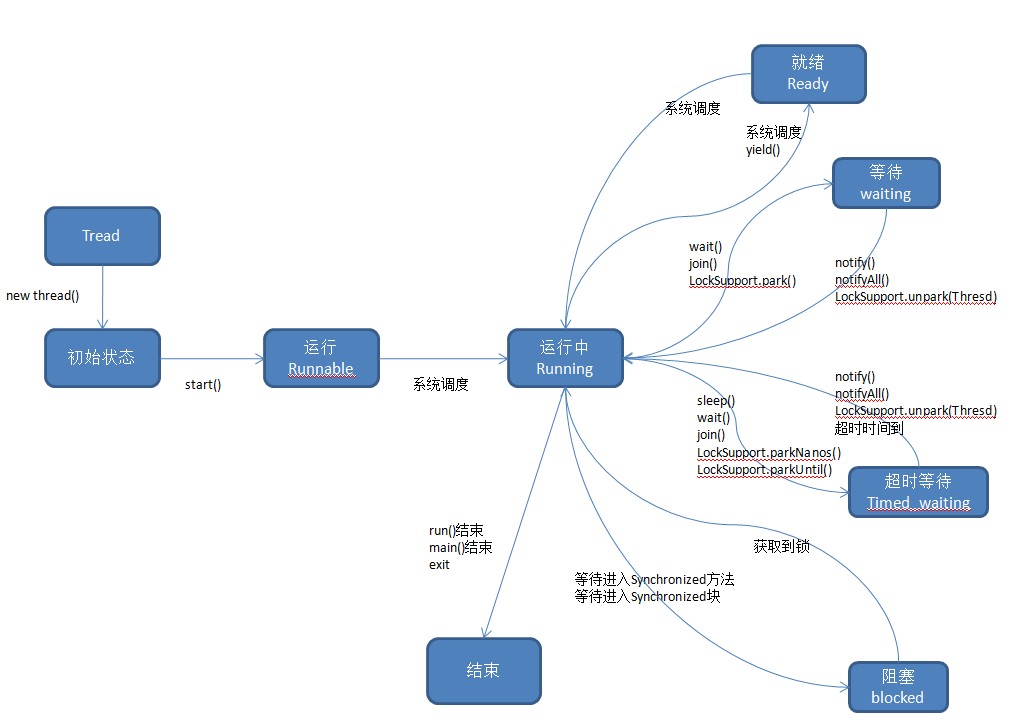 就绪
Ready
系统调度
系统调度
yield()
等待
waiting
Tread
wait()
join()
LockSupport.park()
notify()
notifyAll()
LockSupport.unpark(Thresd)
new thread()
初始状态
start()
运行
Runnable
系统调度
运行中
Running
notify()
notifyAll()
LockSupport.unpark(Thresd)
超时时间到
sleep()
wait()
join()
LockSupport.parkNanos()
LockSupport.parkUntil()
超时等待
Timed_waiting
run()结束
main()结束
exit
获取到锁
等待进入Synchronized方法
等待进入Synchronized块
结束
阻塞
blocked